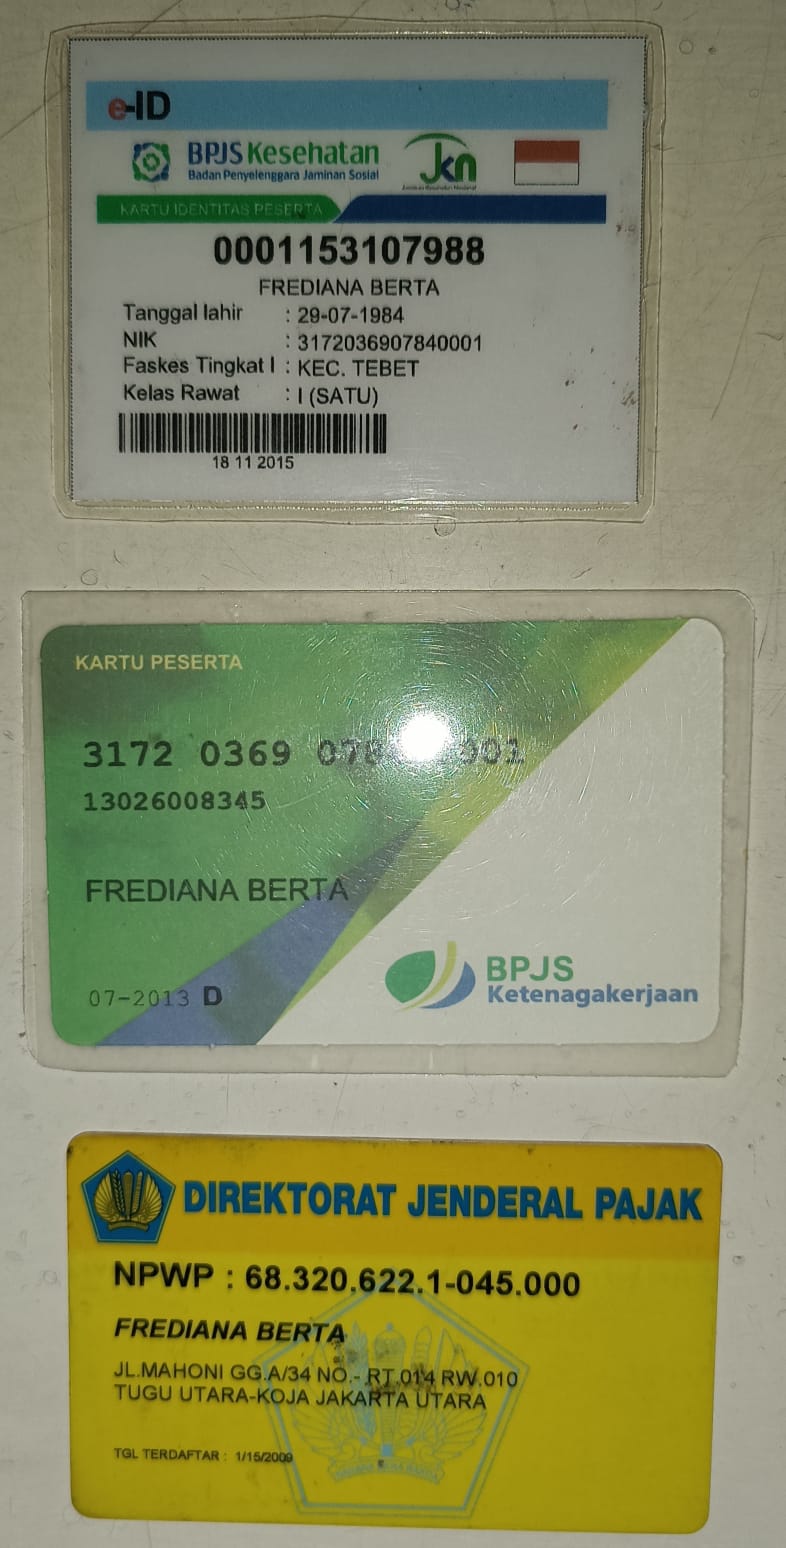 e-ID
BPJS Kesehatan
Badan Penyelenggara Jaminan Sosial
Jkn
KARTU IDENTITAS PESERTA
0001153107988
FREDIANA BERTA
Tanggal lahir : 29-07-1984
NIK : 3172036907840001
Faskes Tingkat I : KEC. TEBET
Kelas Rawat : I (SATU)
18 11 2015
KARTU PESERTA
3172 0369
13026008345
FREDIANA BERTA
07-2013 D
BPJS
Ketenagakerjaan
DIREKTORAT JENDERAL PAJAK
NPWP : 68.320.622.1-045.000
FREDIANA BERTA
JL.MAHONI GG.A/34 NO.- RT.014 RW.010
TUGU UTARA-KOJA JAKARTA UTARA
TGL TERDAFTAR : 1/15/2009